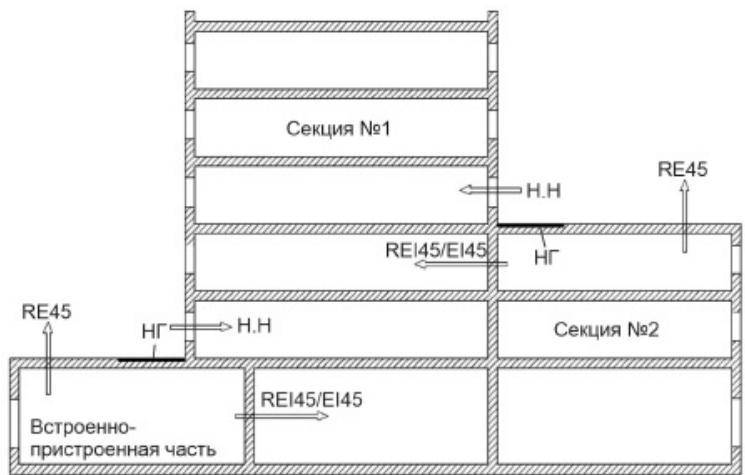 Секция №1
RE45
Н.Н
REI45/EI45
НГ
RE45
НГ
Н.Н
Секция №2
REI45/EI45
Встроенно-
пристроенная часть